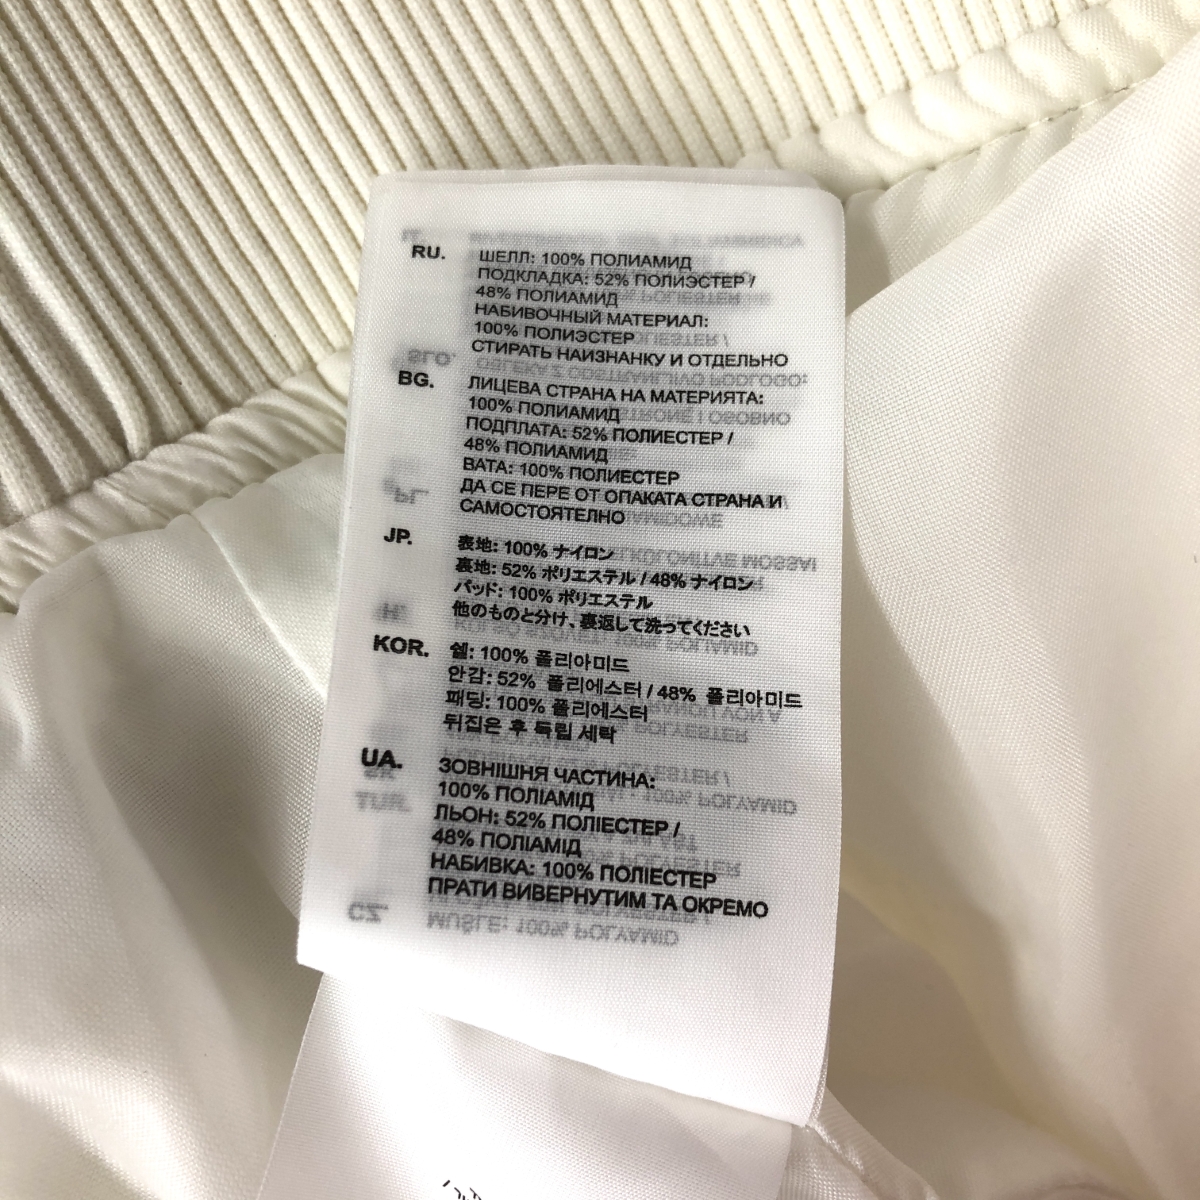 RU. ШЕЛЛ: 100% ПОЛИАМИД
ПОДКЛАДКА: 52% ПОЛИЭСТЕР /
48% ПОЛИАМИД
НАБИВОЧНЫЙ МАТЕРИАЛ:
100% ПОЛИЭСТЕР
СТИРАТЬ НАИЗНАНКУ И ОТДЕЛЬНО
BG. ЛИЦЕВА СТРАНА НА МАТЕРИЯТА:
100% ПОЛИАМИД
ПОДПЛАТА: 52% ПОЛИЕСТЕР /
48% ПОЛИАМИД
ВАТА: 100% ПОЛИЕСТЕР
ДА СЕ ПЕРЕ ОТ ОПАКАТА СТРАНА И
САМОСТОЯТЕЛНО
JP. 表地: 100% ナイロン
裏地: 52% ポリエステル / 48% ナイロン
パッド: 100% ポリエステル
他のものと分け、裏返して洗ってください
KOR. 쉘: 100% 폴리아미드
안감: 52% 폴리에스터 / 48% 폴리아미드
패딩: 100% 폴리에스터
뒤집은 후 독립 세탁
UA. ЗОВНІШНЯ ЧАСТИНА:
100% ПОЛІАМІД
ЛЬОН: 52% ПОЛІЕСТЕР /
48% ПОЛІАМІД
НАБИВКА: 100% ПОЛІЕСТЕР
ПРАТИ ВИВЕРНУТИМ ТА ОКРЕМО